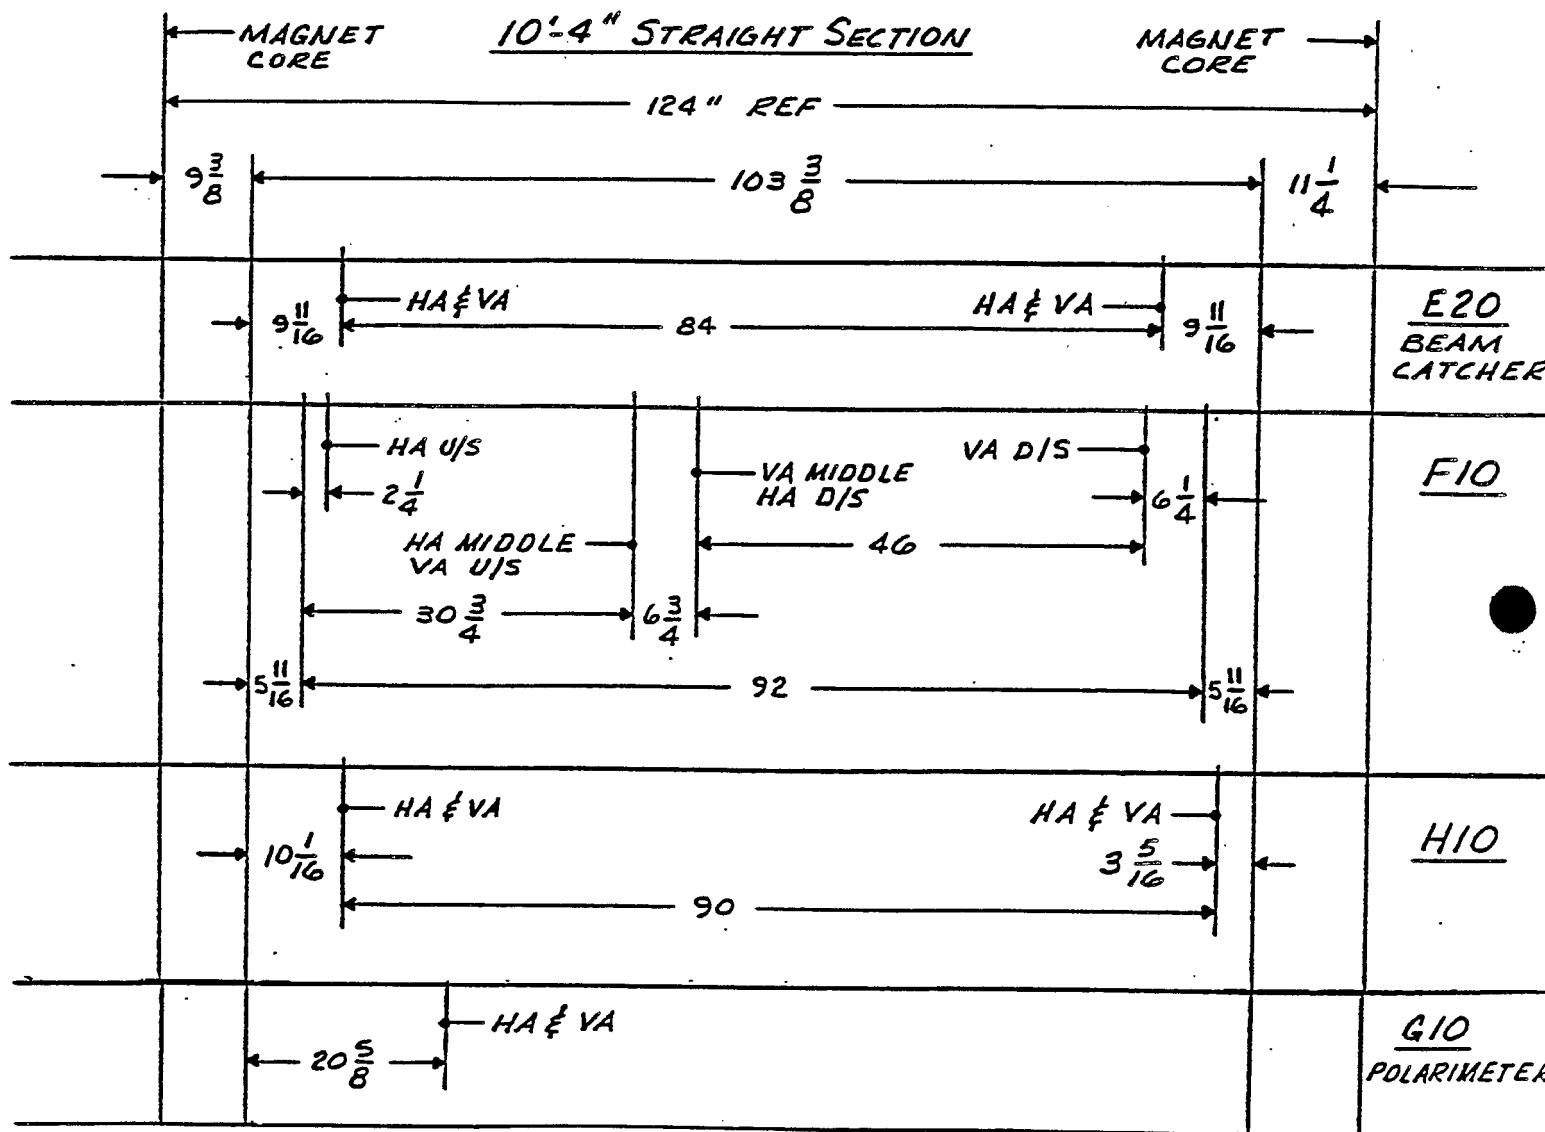 10'-4" STRAIGHT SECTION
MAGNET
CORE
MAGNET
CORE
124" REF
9 3/8
103 3/8
11 1/4
HA & VA
HA & VA
9 11/16
84
9 11/16
E20
BEAM
CATCHER
HA U/S
VA D/S
VA MIDDLE
HA D/S
F10
2 1/4
6 1/4
HA MIDDLE
VA U/S
46
30 3/4
6 3/4
5 11/16
92
5 11/16
HA & VA
HA & VA
10 1/16
3 5/16
H10
90
HA & VA
20 5/8
G10
POLARIMETER